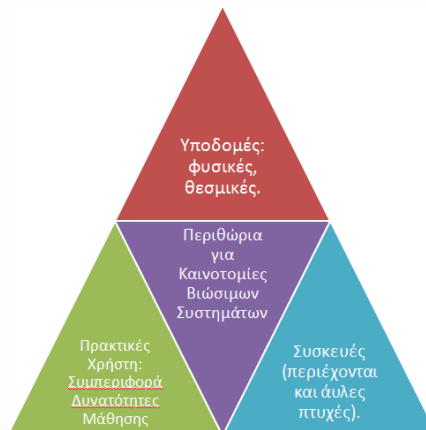 Υποδομές:
φυσικές,
θεσμικές.
Περιθώρια
για
Καινοτομίες
Βιώσιμων
Συστημάτων
Πρακτικές
Χρήστη:
Συμπεριφορά
Δυνατότητες
Μάθησης
Συσκευές
(περιέχονται
και άυλες
πτυχές).